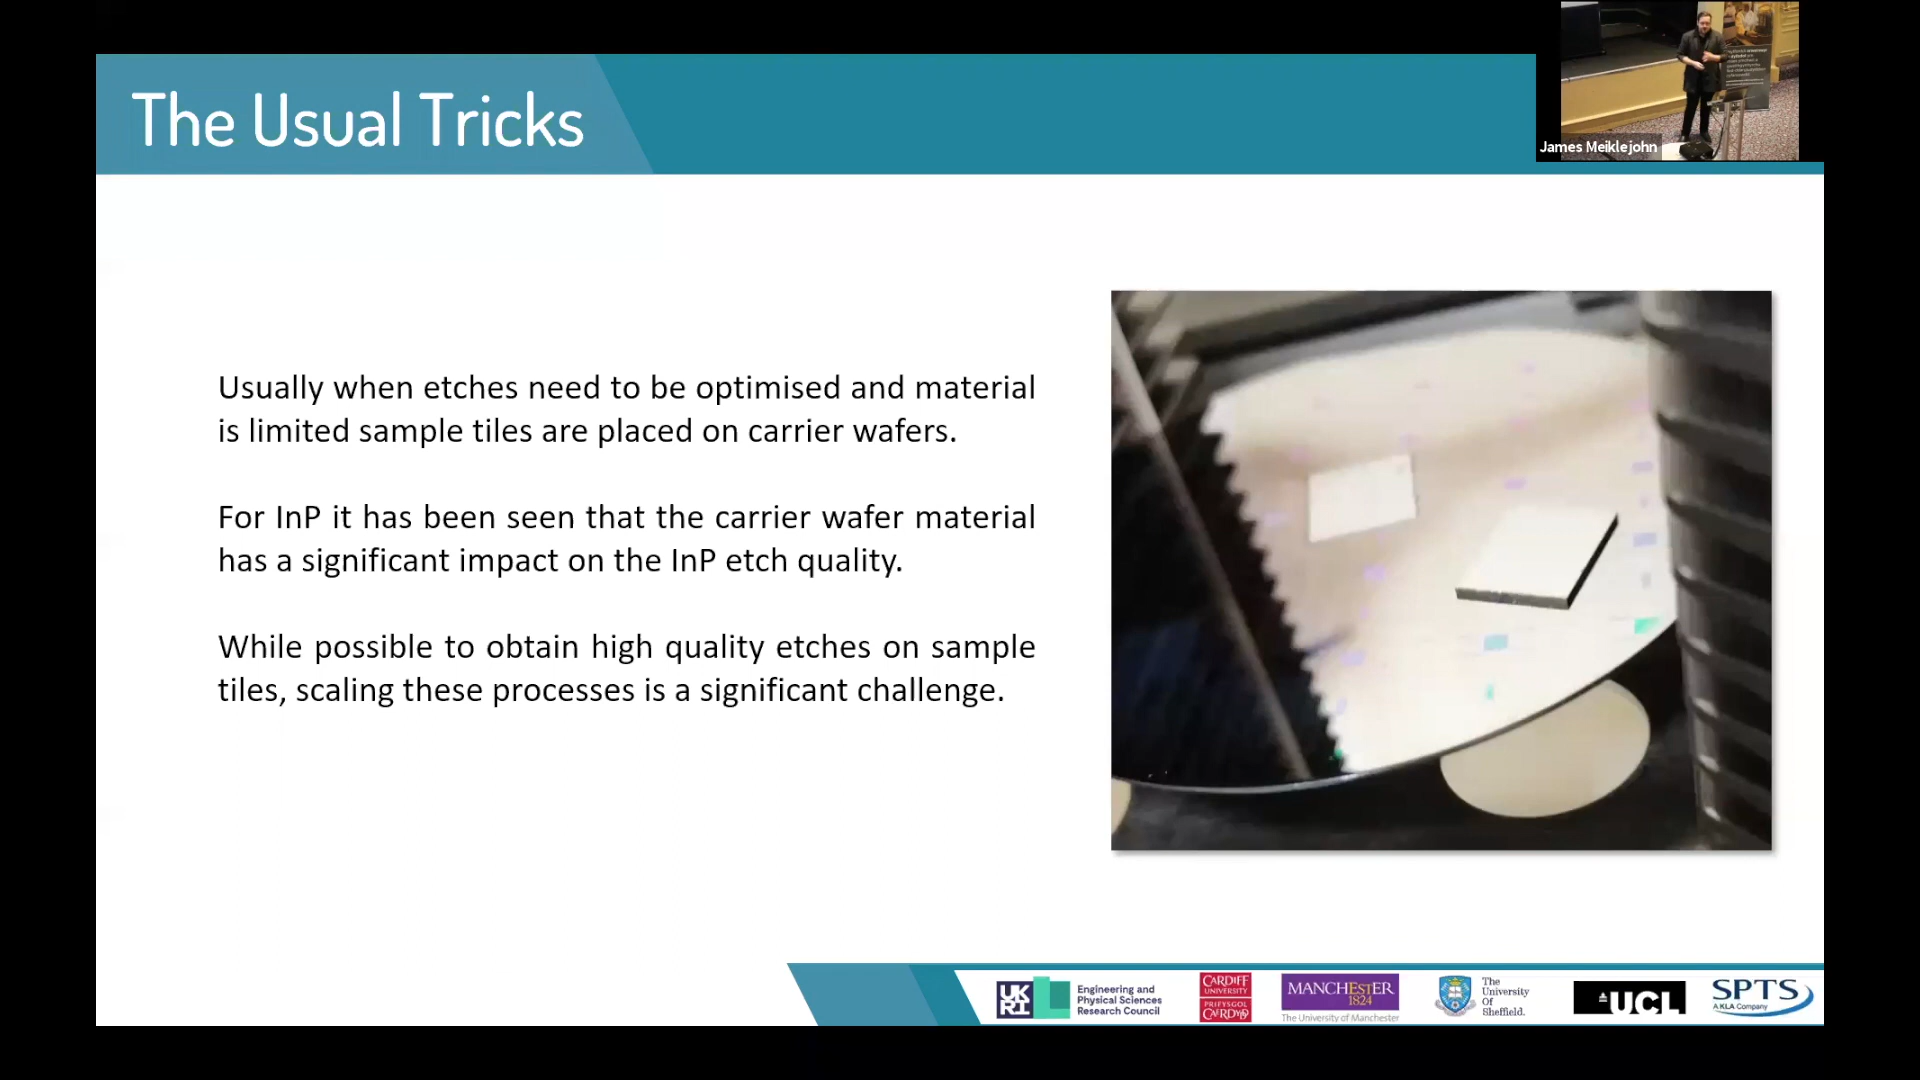 The Usual Tricks
James Meiklejohn
Usually when etches need to be optimised and material
is limited sample tiles are placed on carrier wafers.
For InP it has been seen that the carrier wafer material
has a significant impact on the InP etch quality.
While possible to obtain high quality etches on sample
tiles, scaling these processes is a significant challenge.
UKRI
Engineering and
Physical Sciences
Research Council
CARDIFF
UNIVERSITY
PRIFYSGOL
CAERDYDD
MANCHESTER
1824
The University of Manchester
The
University
Of
Sheffield.
UCL
SPTS
A KLA Company